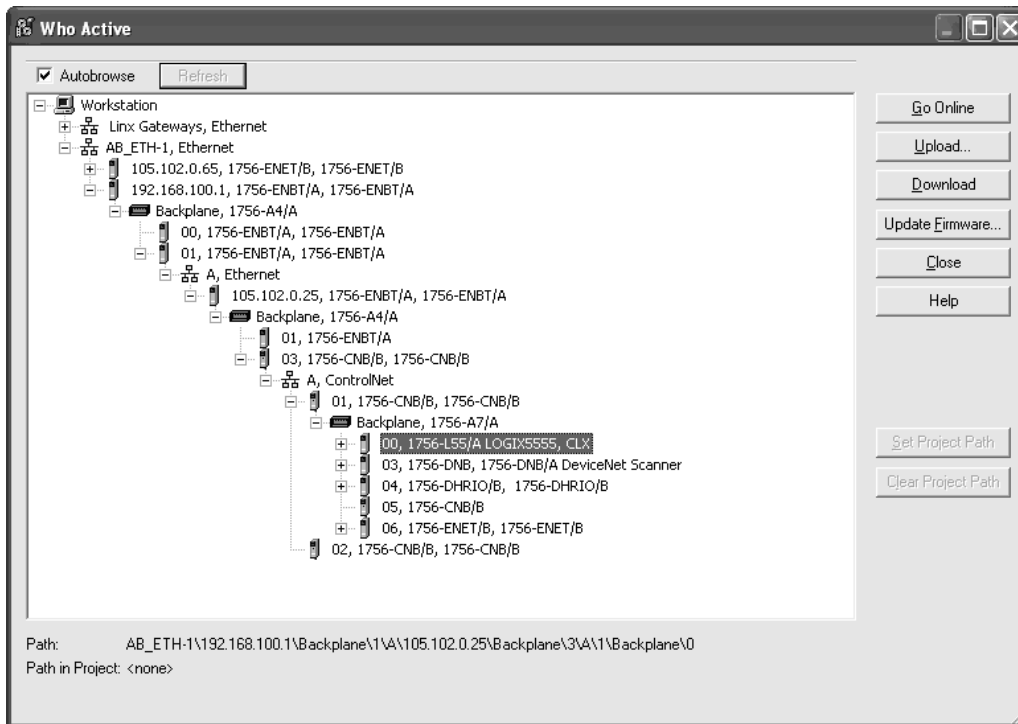 Who Active
Autobrowse
Refresh
Workstation
Linx Gateways, Ethernet
AB_ETH-1, Ethernet
105.102.0.65, 1756-ENET/B, 1756-ENET/B
192.168.100.1, 1756-ENBT/A, 1756-ENBT/A
Backplane, 1756-A4/A
00, 1756-ENBT/A, 1756-ENBT/A
01, 1756-ENBT/A, 1756-ENBT/A
A, Ethernet
105.102.0.25, 1756-ENBT/A, 1756-ENBT/A
Backplane, 1756-A4/A
01, 1756-ENBT/A
03, 1756-CNB/B, 1756-CNB/B
A, ControlNet
01, 1756-CNB/B, 1756-CNB/B
Backplane, 1756-A7/A
00, 1756-L55/A LOGIX5555, CLX
03, 1756-DNB, 1756-DNB/A DeviceNet Scanner
04, 1756-DHRIO/B, 1756-DHRIO/B
05, 1756-CNB/B
06, 1756-ENET/B, 1756-ENET/B
02, 1756-CNB/B, 1756-CNB/B
Go Online
Upload...
Download
Update Firmware...
Close
Help
Set Project Path
Clear Project Path
Path: AB_ETH-1\192.168.100.1\Backplane\1\A\105.102.0.25\Backplane\3\A\1\Backplane\0
Path in Project: <none>